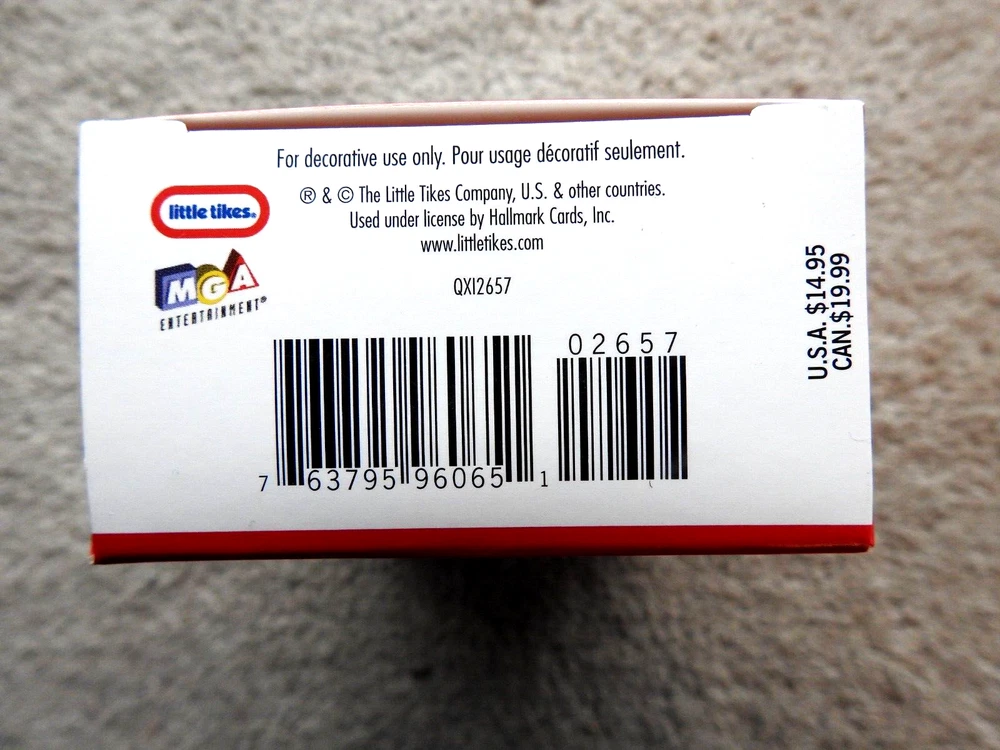 For decorative use only. Pour usage décoratif seulement.
little tikes®
® & © The Little Tikes Company, U.S. & other countries.
Used under license by Hallmark Cards, Inc.
www.littletikes.com
MGA
ENTERTAINMENT®
QXI2657
U.S.A. $14.95
CAN.$19.99
02657
7 63795 96065 1